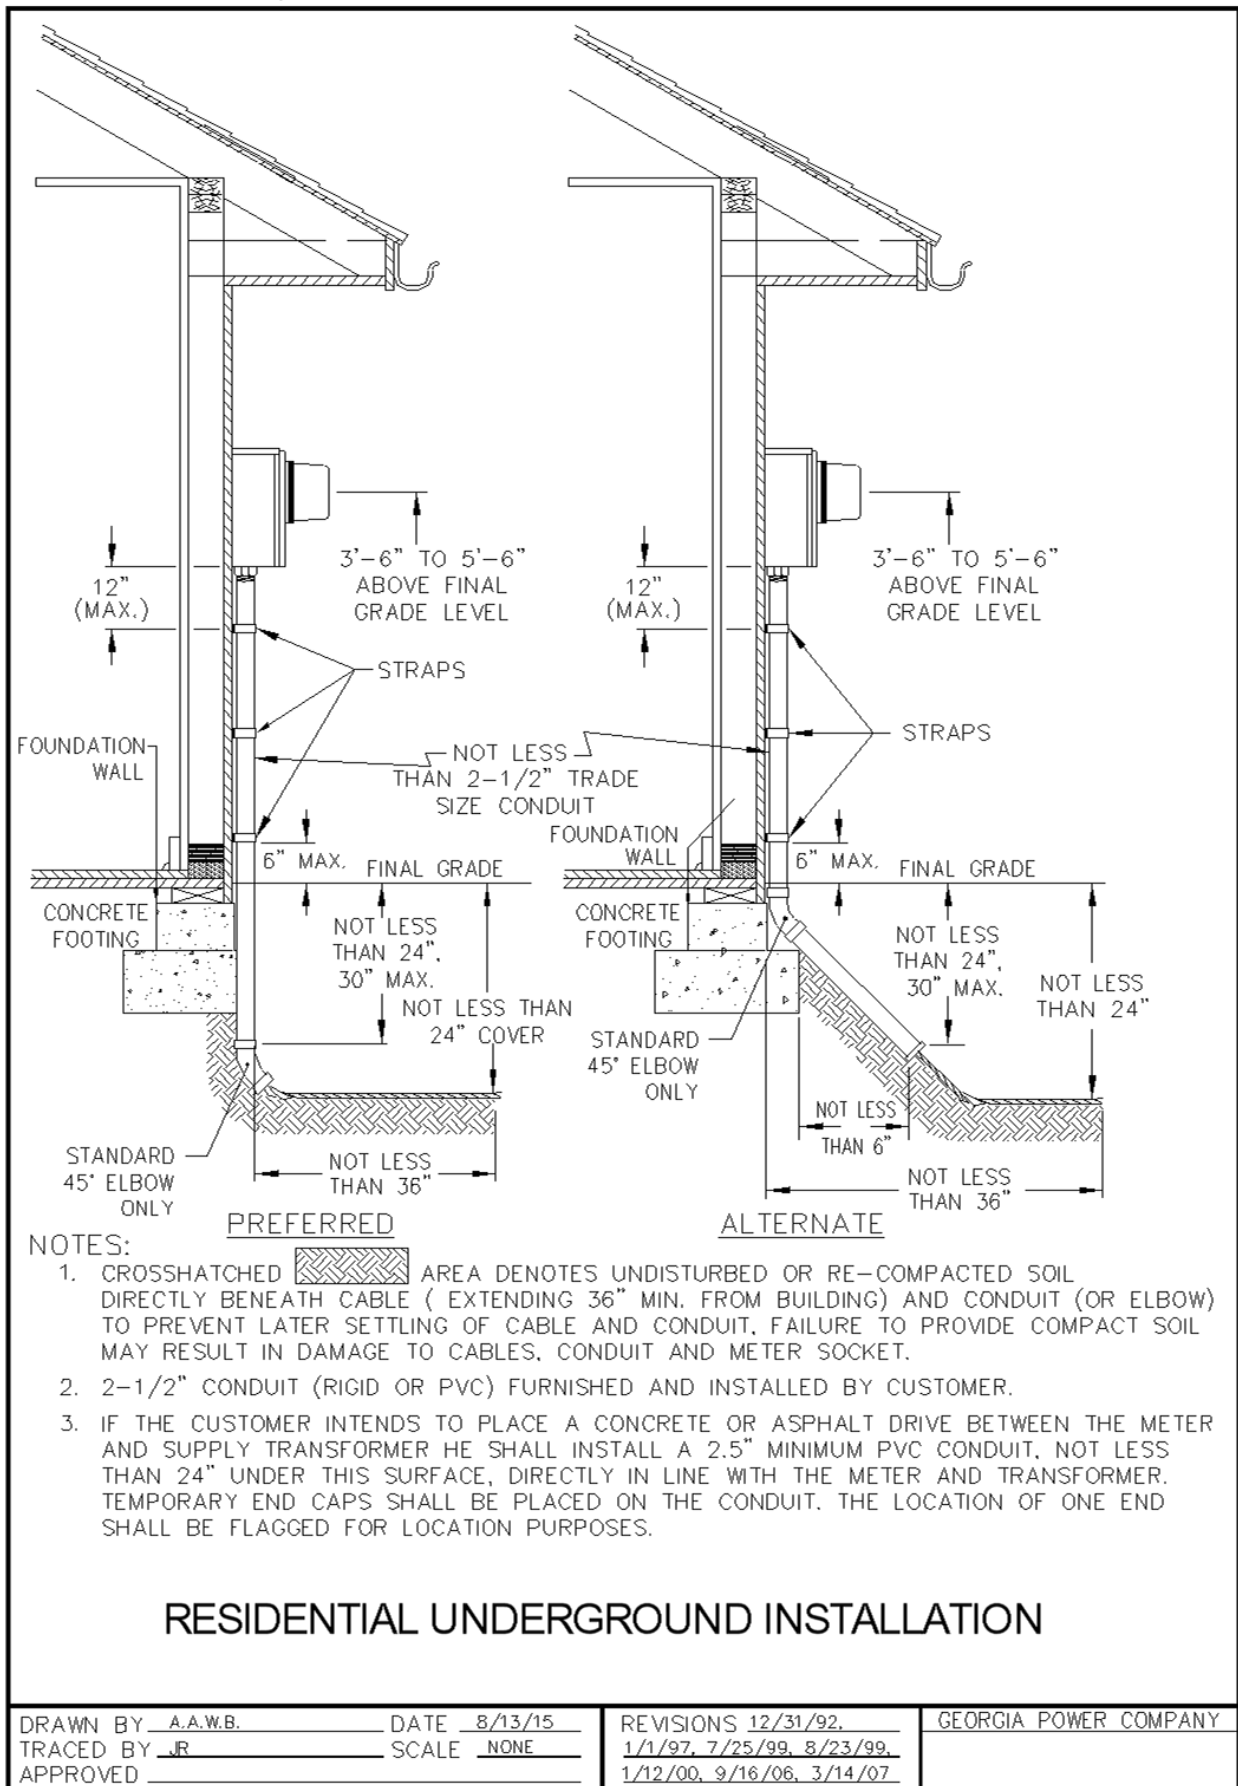 12"
(MAX.)
3'-6" TO 5'-6"
ABOVE FINAL
GRADE LEVEL
STRAPS
FOUNDATION
WALL
NOT LESS
THAN 2-1/2" TRADE
SIZE CONDUIT
6" MAX.
FINAL GRADE
CONCRETE
FOOTING
NOT LESS
THAN 24",
30" MAX.
NOT LESS THAN
24" COVER
STANDARD
45° ELBOW
ONLY
NOT LESS
THAN 36"
PREFERRED
12"
(MAX.)
3'-6" TO 5'-6"
ABOVE FINAL
GRADE LEVEL
STRAPS
FOUNDATION
WALL
6" MAX.
FINAL GRADE
CONCRETE
FOOTING
NOT LESS
THAN 24",
30" MAX.
NOT LESS
THAN 24"
STANDARD
45° ELBOW
ONLY
NOT LESS
THAN 6"
NOT LESS
THAN 36"
ALTERNATE
NOTES:
1. CROSSHATCHED AREA DENOTES UNDISTURBED OR RE-COMPACTED SOIL
DIRECTLY BENEATH CABLE ( EXTENDING 36" MIN. FROM BUILDING) AND CONDUIT (OR ELBOW)
TO PREVENT LATER SETTLING OF CABLE AND CONDUIT. FAILURE TO PROVIDE COMPACT SOIL
MAY RESULT IN DAMAGE TO CABLES, CONDUIT AND METER SOCKET.
2. 2-1/2" CONDUIT (RIGID OR PVC) FURNISHED AND INSTALLED BY CUSTOMER.
3. IF THE CUSTOMER INTENDS TO PLACE A CONCRETE OR ASPHALT DRIVE BETWEEN THE METER
AND SUPPLY TRANSFORMER HE SHALL INSTALL A 2.5" MINIMUM PVC CONDUIT, NOT LESS
THAN 24" UNDER THIS SURFACE, DIRECTLY IN LINE WITH THE METER AND TRANSFORMER.
TEMPORARY END CAPS SHALL BE PLACED ON THE CONDUIT. THE LOCATION OF ONE END
SHALL BE FLAGGED FOR LOCATION PURPOSES.
RESIDENTIAL UNDERGROUND INSTALLATION
DRAWN BY A.A.W.B. DATE 8/13/15
TRACED BY JR SCALE NONE
APPROVED
REVISIONS 12/31/92,
1/1/97, 7/25/99, 8/23/99,
1/12/00, 9/16/06, 3/14/07
GEORGIA POWER COMPANY